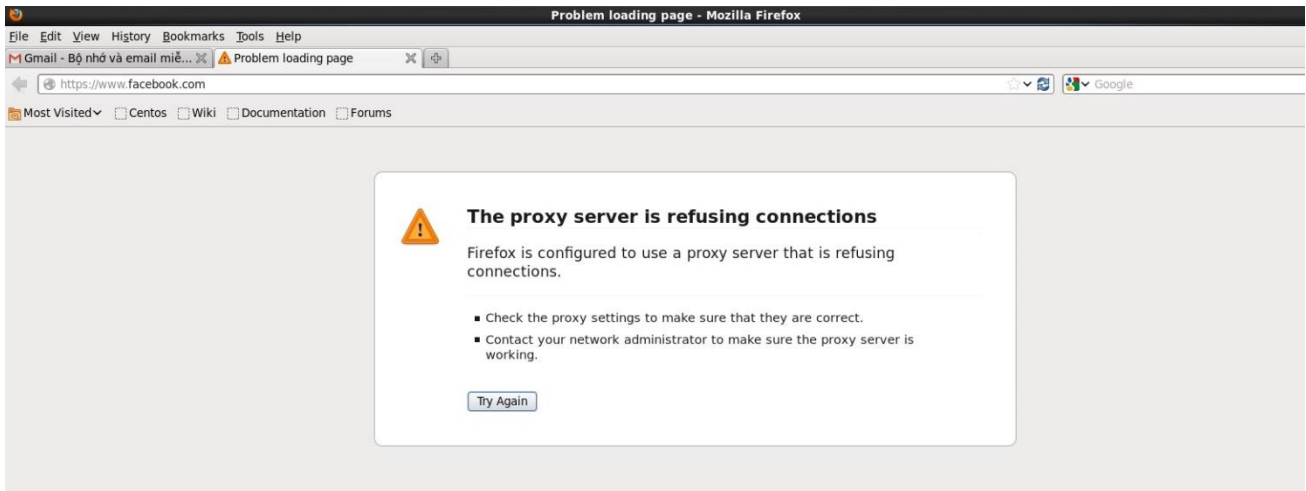 Problem loading page - Mozilla Firefox
File Edit View History Bookmarks Tools Help
Gmail - Bộ nhớ và email miễ... Problem loading page
https://www.facebook.com Google
Most Visited Centos Wiki Documentation Forums
The proxy server is refusing connections
Firefox is configured to use a proxy server that is refusing
connections.
Check the proxy settings to make sure that they are correct.
Contact your network administrator to make sure the proxy server is
working.
Try Again